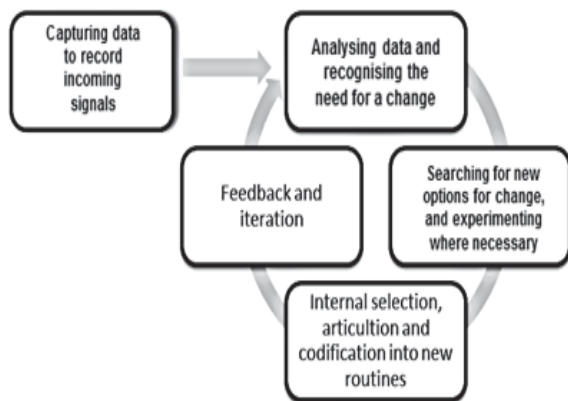 Capturing data
to record
incoming
signals
Analysing data and
recognising the
need for a change
Searching for new
options for change,
and experimenting
where necessary
Internal selection,
articultion and
codification into new
routines
Feedback and
iteration